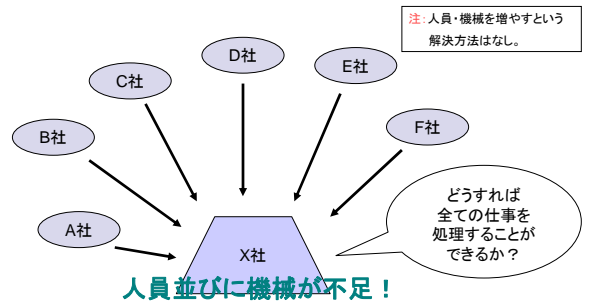 注：人員・機械を増やすという
解決方法はなし。
D社
C社
E社
B社
F社
A社
どうすれば
全ての仕事を
処理することが
できるか？
X社
人員並びに機械が不足！